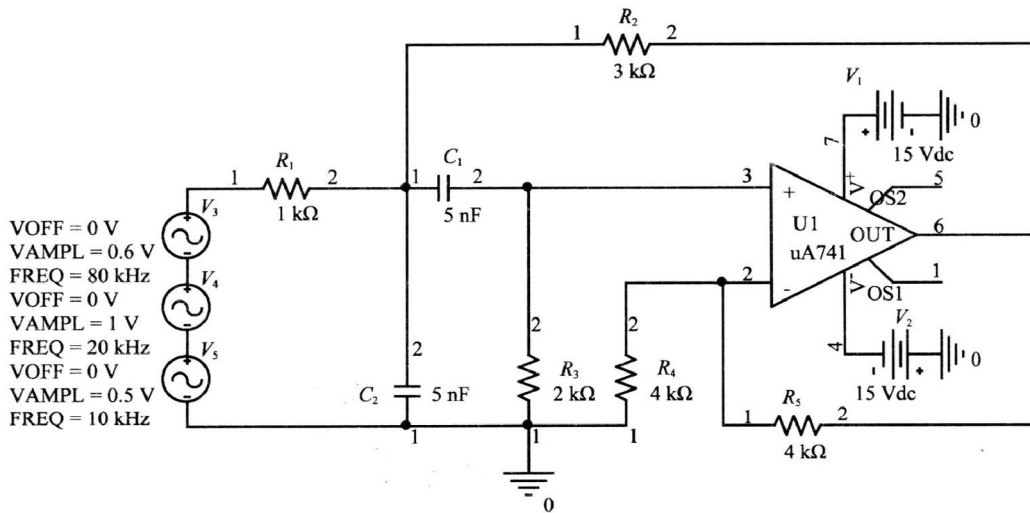 R2
1
2
3 kΩ
V1
0
15 Vdc
7
V+
OS2
5
3
+
U1
OUT
6
uA741
2
-
V-
OS1
1
4
V2
0
15 Vdc
R1
1
2
1 kΩ
C1
1
2
5 nF
V3
VOFF = 0 V
VAMPL = 0.6 V
FREQ = 80 kHz
V4
VOFF = 0 V
VAMPL = 1 V
FREQ = 20 kHz
V5
VOFF = 0 V
VAMPL = 0.5 V
FREQ = 10 kHz
2
C2
5 nF
1
2
R3
2 kΩ
1
2
R4
4 kΩ
1
R5
1
2
4 kΩ
0